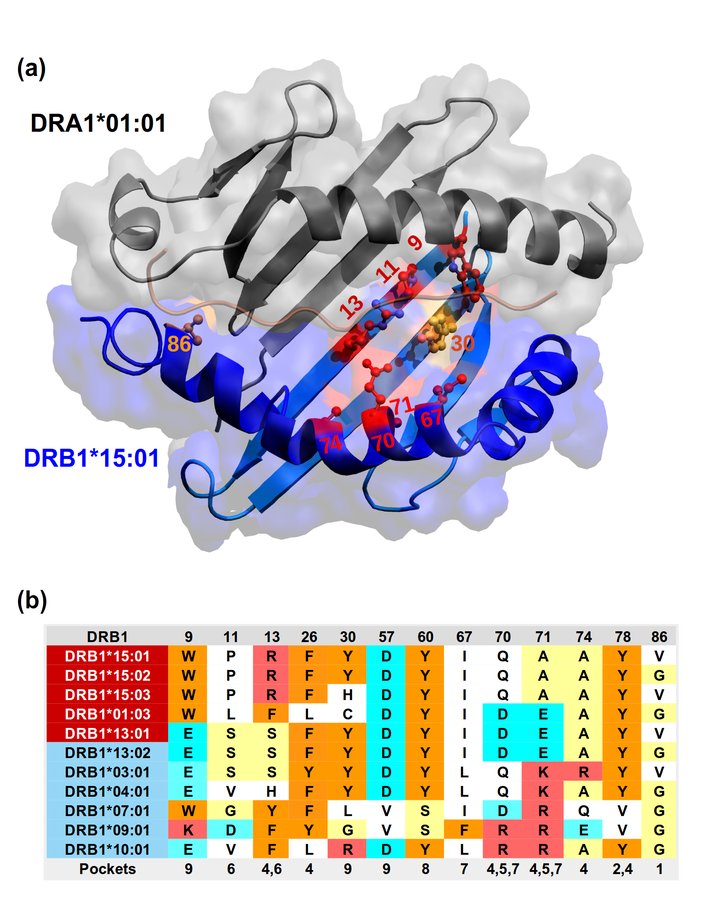 (a)
DRA1*01:01
9
11
13
30
86
71
67
74
70
DRB1*15:01
(b)
DRB1 9 11 13 26 30 57 60 67 70 71 74 78 86
DRB1*15:01 W P R F Y D Y I Q A A Y V
DRB1*15:02 W P R F Y D Y I Q A A Y G
DRB1*15:03 W P R F H D Y I Q A A Y V
DRB1*01:03 W L F L C D Y I D E A Y G
DRB1*13:01 E S S F Y D Y I D E A Y V
DRB1*13:02 E S S F Y D Y I D E A Y G
DRB1*03:01 E S S Y Y D Y L Q K R Y V
DRB1*04:01 E V H F Y D Y L Q K A Y G
DRB1*07:01 W G Y F L V S I D R Q V G
DRB1*09:01 K D F Y G V S F R R E V G
DRB1*10:01 E V F L R D Y L R R A Y G
Pockets 9 6 4,6 4 9 9 8 7 4,5,7 4,5,7 4 2,4 1